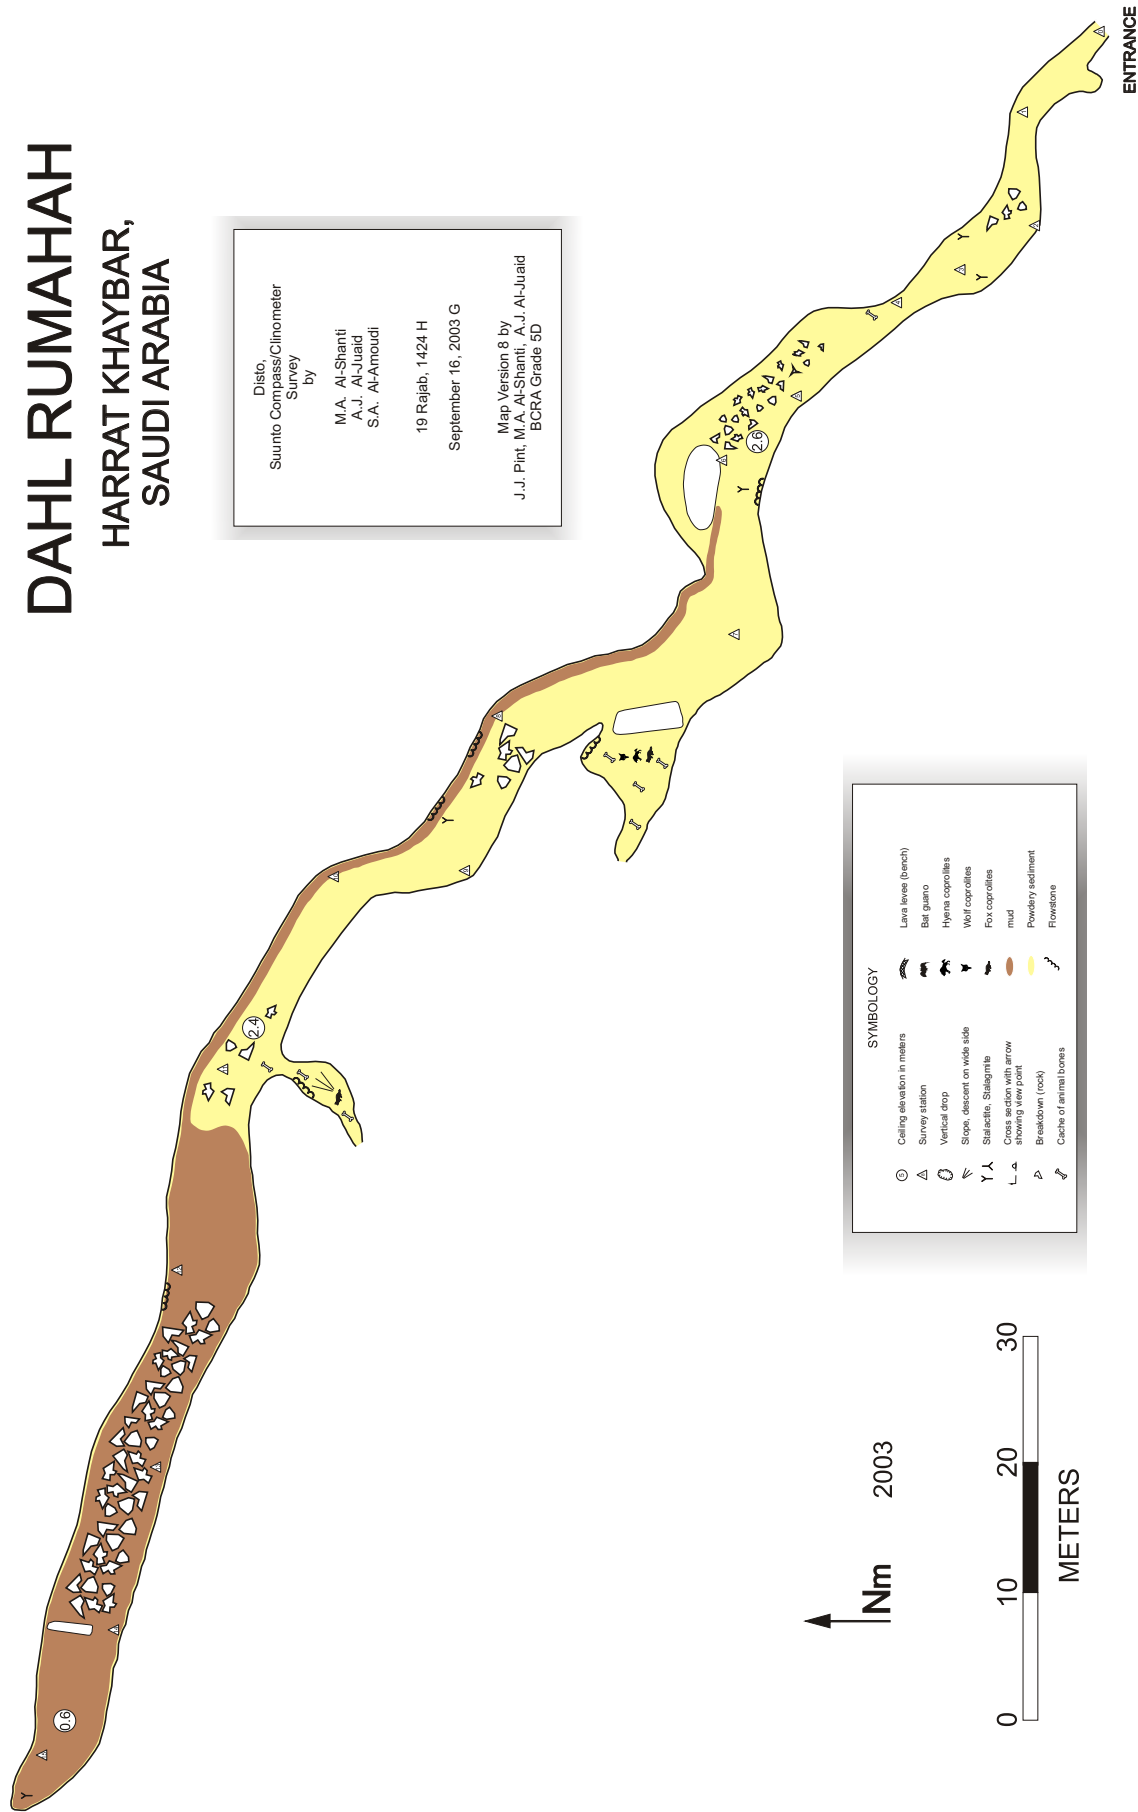 DAHL RUMAHAH
HARRAT KHAYBAR,
SAUDI ARABIA
Disto,
Suunto Compass/Clinometer
Survey
by
M.A. Al-Shanti
A.J. Al-Juaid
S.A. Al-Amoudi
19 Rajab, 1424 H
September 16, 2003 G
Map Version 8 by
J.J. Pint, M.A. Al-Shanti, A.J. Al-Juaid
BCRA Grade 5D
ENTRANCE
2.6
2.4
0.6
SYMBOLOGY
5 Ceiling elevation in meters
Survey station
Vertical drop
Slope, descent on wide side
Stalactite, Stalagmite
Cross section with arrow
showing view point
Breakdown (rock)
Cache of animal bones
Lava levee (bench)
Bat guano
Hyena coprolites
Wolf coprolites
Fox coprolites
mud
Powdery sediment
Flowstone
Nm
2003
0 10 20 30
METERS